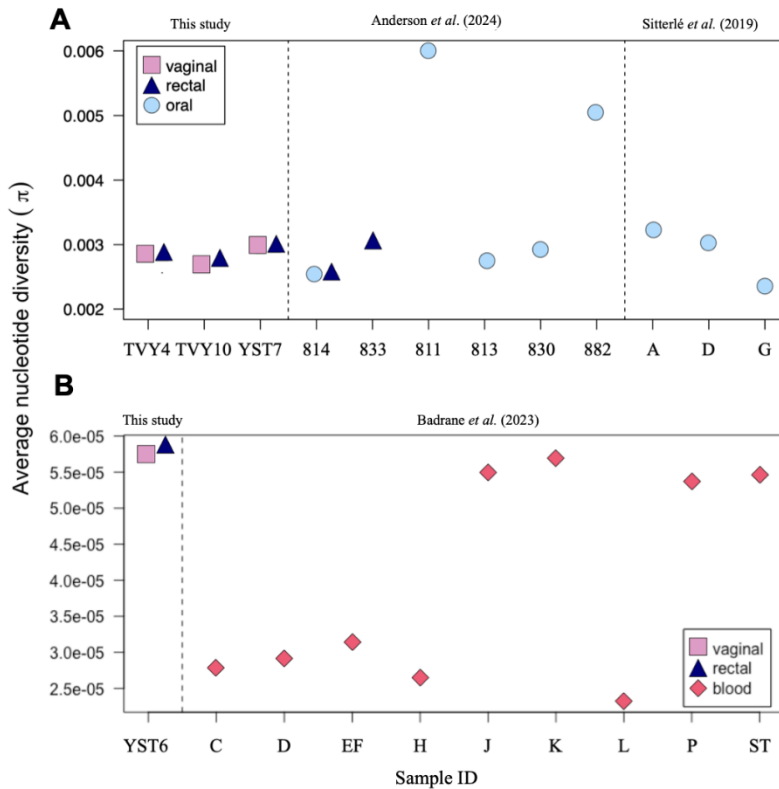 A
This study
Anderson et al. (2024)
Sitterlé et al. (2019)
vaginal
rectal
oral
0.006
0.005
0.004
0.003
0.002
TVY4 TVY10 YST7 814 833 811 813 830 882 A D G
Average nucleotide diversity ( π )
B
This study
Badrane et al. (2023)
6.0e-05
5.5e-05
5.0e-05
4.5e-05
4.0e-05
3.5e-05
3.0e-05
2.5e-05
vaginal
rectal
blood
YST6 C D EF H J K L P ST
Sample ID